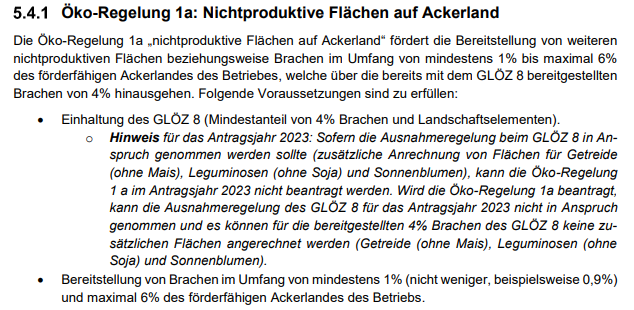 5.4.1 Öko-Regelung 1a: Nichtproduktive Flächen auf Ackerland
Die Öko-Regelung 1a „nichtproduktive Flächen auf Ackerland“ fördert die Bereitstellung von weiteren
nichtproduktiven Flächen beziehungsweise Brachen im Umfang von mindestens 1% bis maximal 6%
des förderfähigen Ackerlandes des Betriebes, welche über die bereits mit dem GLÖZ 8 bereitgestellten
Brachen von 4% hinausgehen. Folgende Voraussetzungen sind zu erfüllen:
• Einhaltung des GLÖZ 8 (Mindestanteil von 4% Brachen und Landschaftselementen).
o Hinweis für das Antragsjahr 2023: Sofern die Ausnahmeregelung beim GLÖZ 8 in An-
spruch genommen werden sollte (zusätzliche Anrechnung von Flächen für Getreide
(ohne Mais), Leguminosen (ohne Soja) und Sonnenblumen), kann die Öko-Regelung
1 a im Antragsjahr 2023 nicht beantragt werden. Wird die Öko-Regelung 1a beantragt,
kann die Ausnahmeregelung des GLÖZ 8 für das Antragsjahr 2023 nicht in Anspruch
genommen und es können für die bereitgestellten 4% Brachen des GLÖZ 8 keine zu-
sätzlichen Flächen angerechnet werden (Getreide (ohne Mais), Leguminosen (ohne
Soja) und Sonnenblumen).
• Bereitstellung von Brachen im Umfang von mindestens 1% (nicht weniger, beispielsweise 0,9%)
und maximal 6% des förderfähigen Ackerlandes des Betriebs.